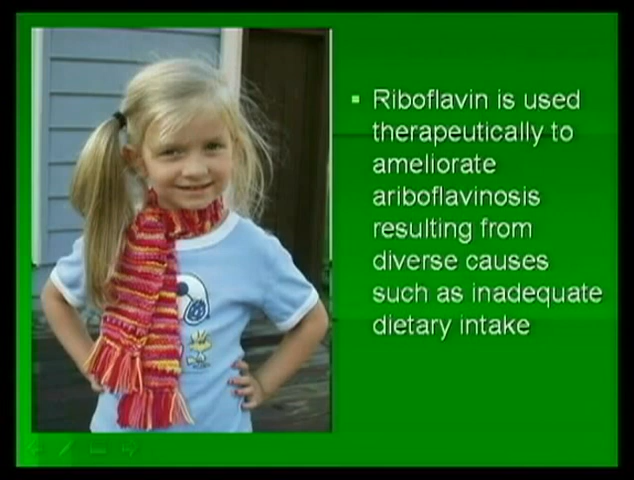 Riboflavin is used
therapeutically to
ameliorate
ariboflavinosis
resulting from
diverse causes
such as inadequate
dietary intake